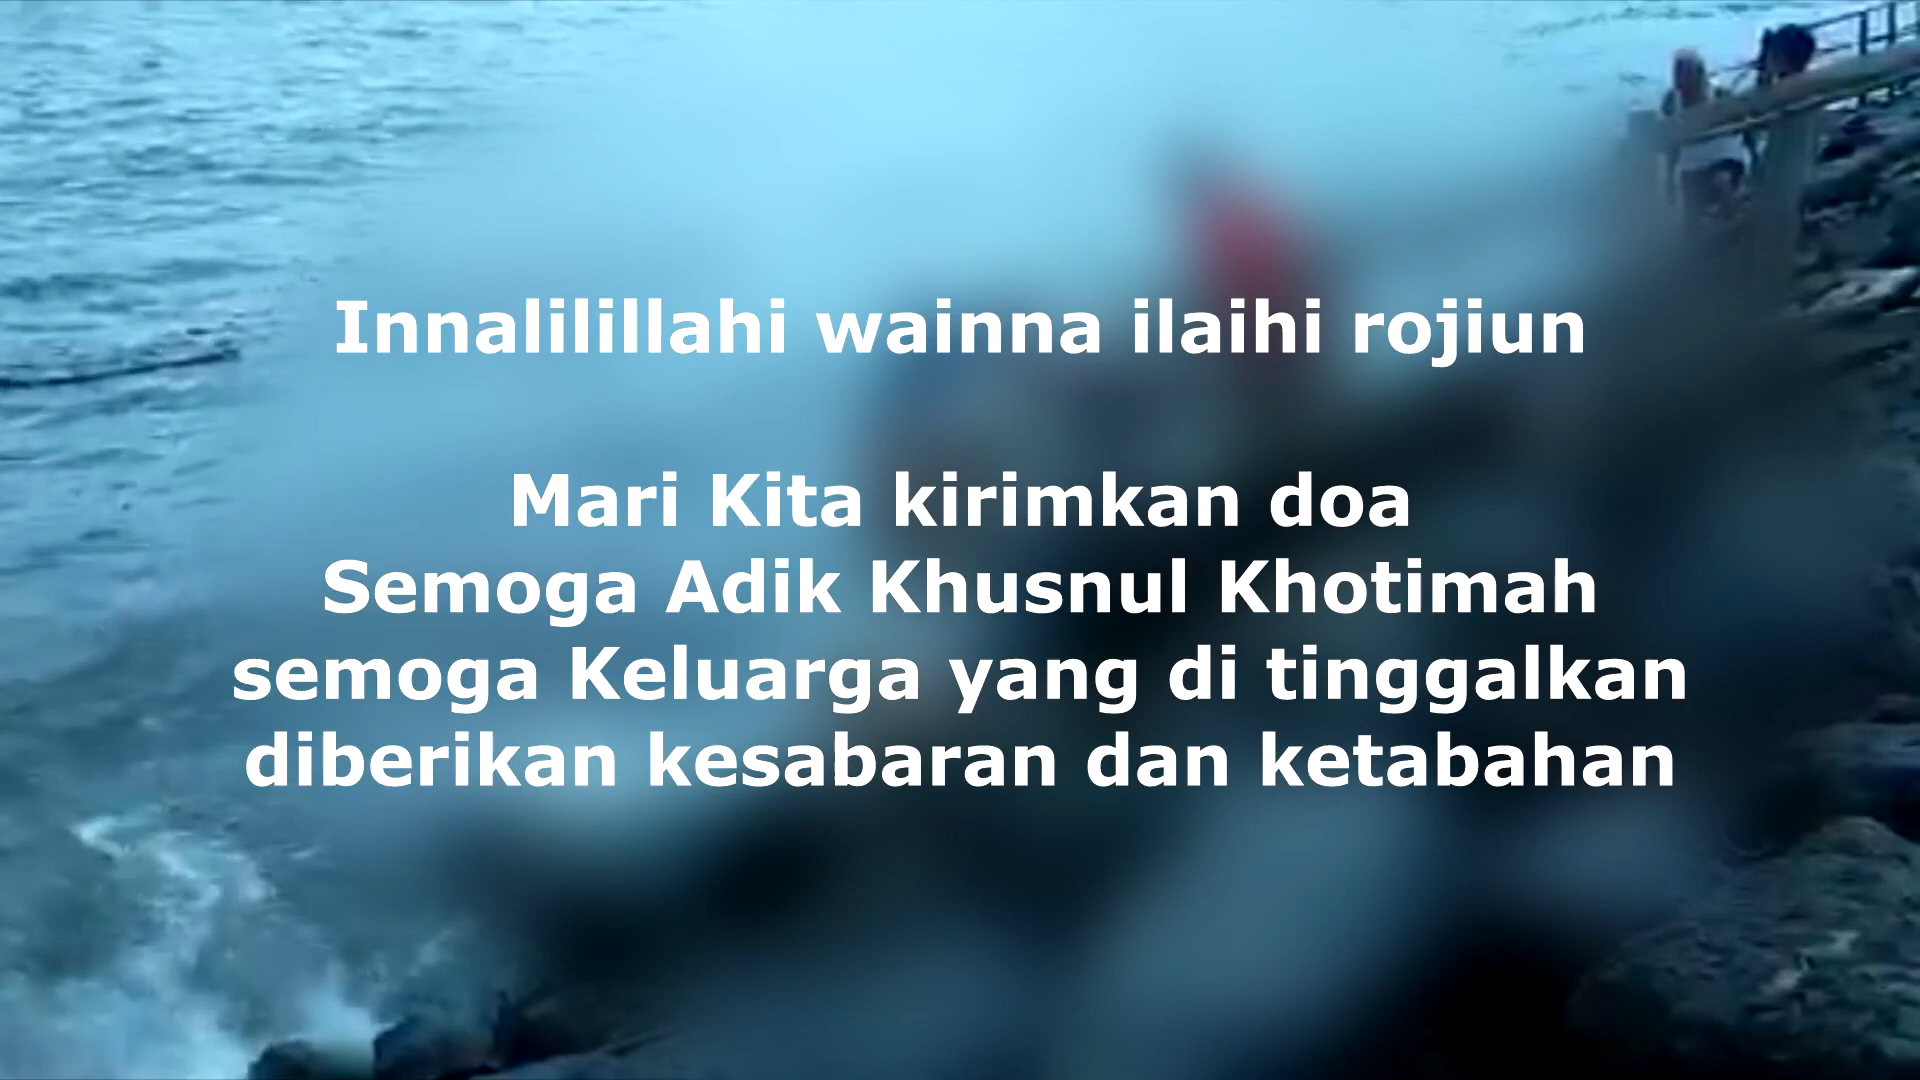 Innalilillahi wainna ilaihi rojiun
Mari Kita kirimkan doa
Semoga Adik Khusnul Khotimah
semoga Keluarga yang di tinggalkan
diberikan kesabaran dan ketabahan